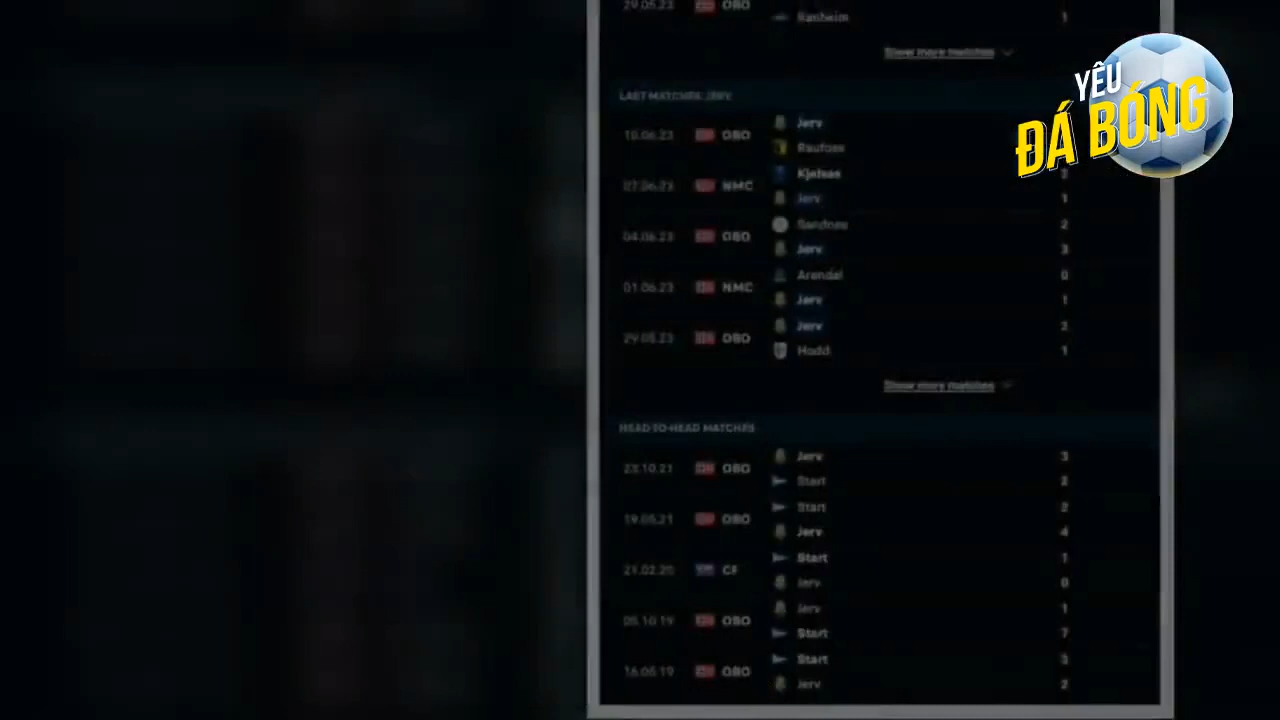 29.05.23 OBO
Ranheim 1
Show more matches
YÊU
ĐÁ BÓNG
LAST MATCHES: JERV
10.06.23 OBO
Jerv
Raufoss
07.06.23 NMC
Kjelsas 2
Jerv 1
04.06.23 OBO
Sandnes 2
Jerv 3
01.06.23 NMC
Arendal 0
Jerv 1
29.05.23 OBO
Jerv 2
Hodd 1
Show more matches
HEAD-TO-HEAD MATCHES
23.10.21 OBO
Jerv 3
Start 2
19.05.21 OBO
Start 2
Jerv 4
21.02.20 CF
Start 1
Jerv 0
05.10.19 OBO
Jerv 1
Start 7
16.05.19 OBO
Start 3
Jerv 2